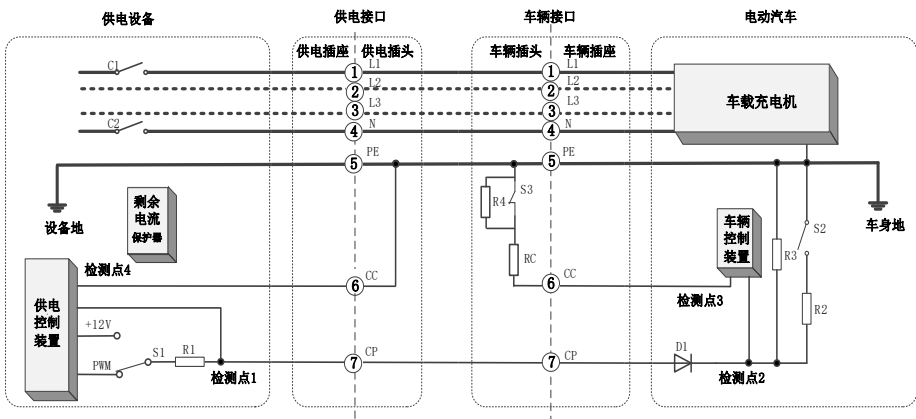 供电设备
供电接口
车辆接口
电动汽车
供电插座
供电插头
车辆插头
车辆插座
C1
1
L1
1
L1
2
L2
2
L2
车载充电机
3
L3
3
L3
C2
4
N
4
N
5
PE
5
PE
设备地
剩余
电流
保护器
R4
S3
RC
车辆
控制
装置
R3
S2
R2
车身地
检测点4
6
CC
6
CC
检测点3
供电
控制
装置
+12V
PWM
S1
R1
检测点1
7
CP
7
CP
D1
检测点2